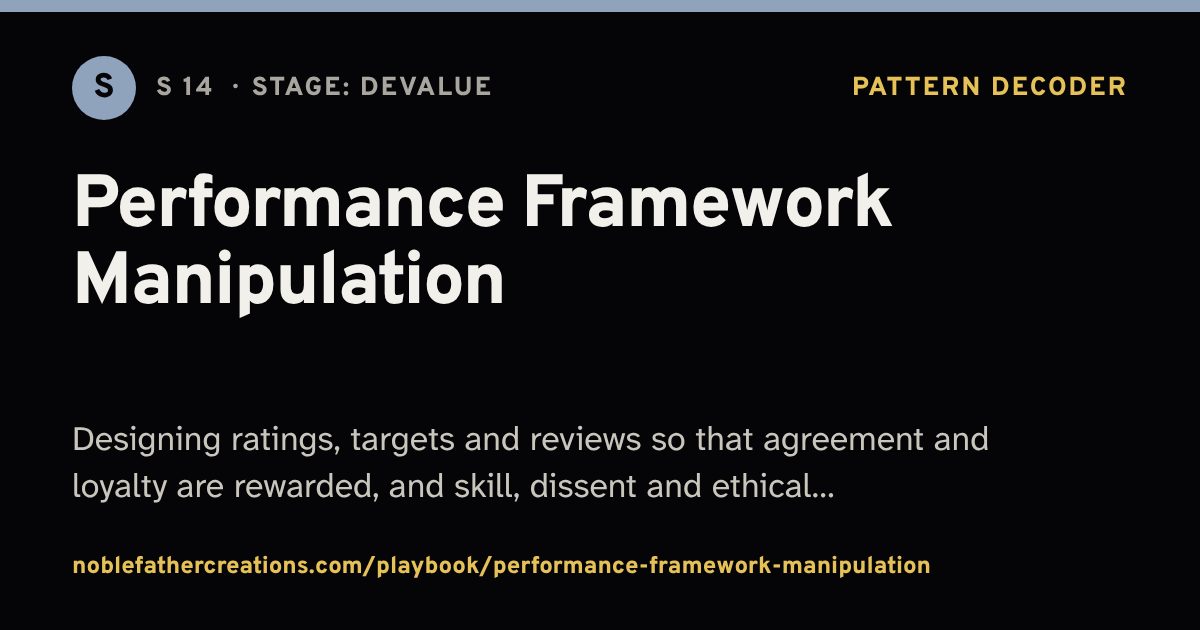 S
S 14 · STAGE: DEVALUE
PATTERN DECODER
Performance Framework
Manipulation
Designing ratings, targets and reviews so that agreement and
loyalty are rewarded, and skill, dissent and ethical...
noblefathercreations.com/playbook/performance-framework-manipulation